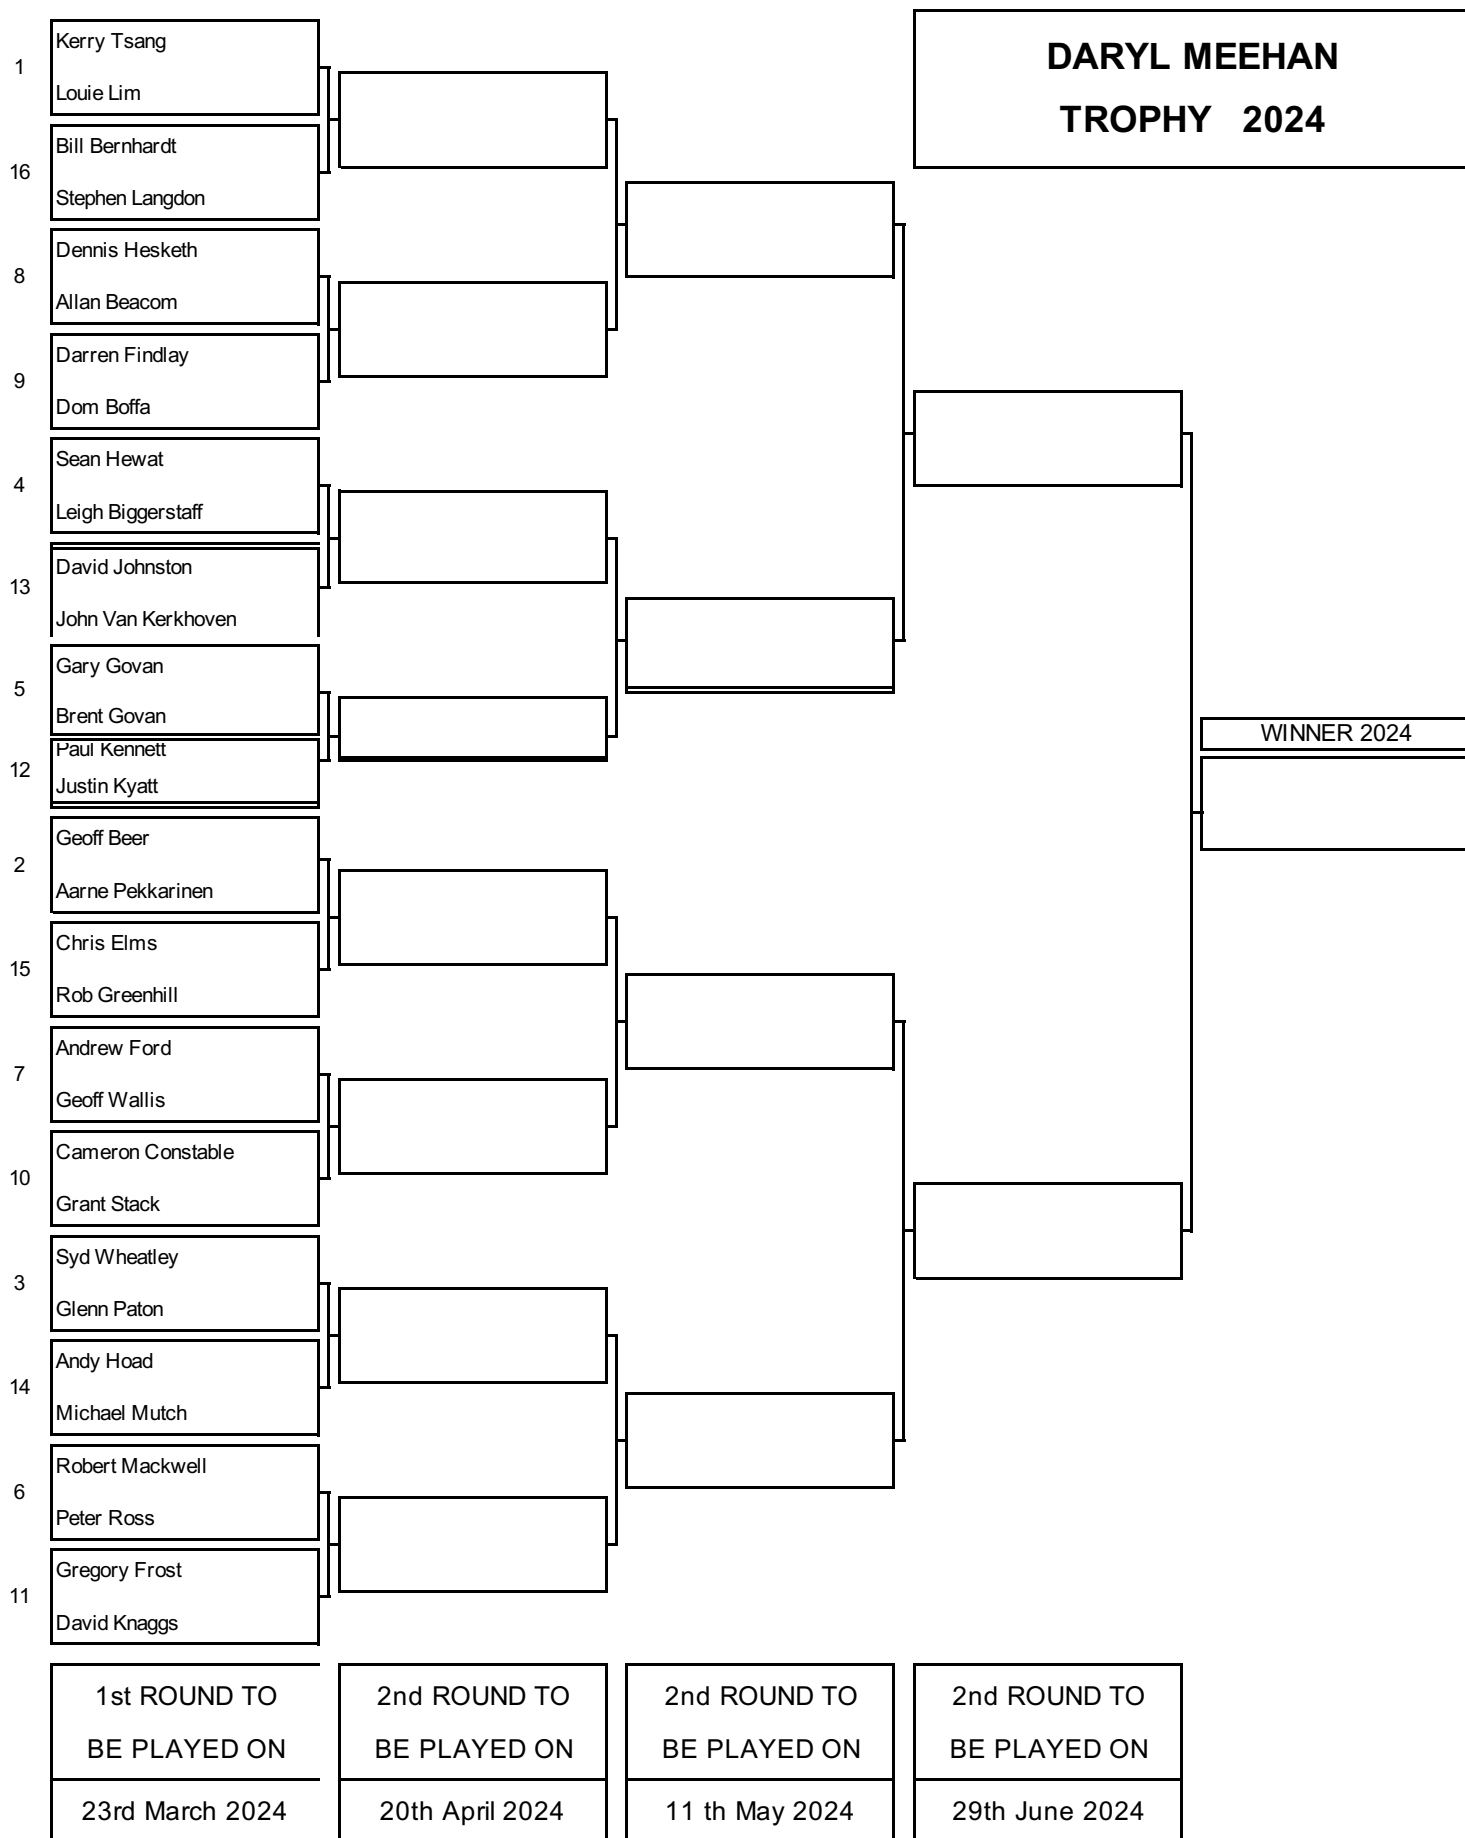 DARYL MEEHAN
TROPHY 2024
1
Kerry Tsang
Louie Lim
16
Bill Bernhardt
Stephen Langdon
8
Dennis Hesketh
Allan Beacom
9
Darren Findlay
Dom Boffa
4
Sean Hewat
Leigh Biggerstaff
13
David Johnston
John Van Kerkhoven
5
Gary Govan
Brent Govan
12
Paul Kennett
Justin Kyatt
WINNER 2024
2
Geoff Beer
Aarne Pekkarinen
15
Chris Elms
Rob Greenhill
7
Andrew Ford
Geoff Wallis
10
Cameron Constable
Grant Stack
3
Syd Wheatley
Glenn Paton
14
Andy Hoad
Michael Mutch
6
Robert Mackwell
Peter Ross
11
Gregory Frost
David Knaggs
1st ROUND TO
BE PLAYED ON
23rd March 2024
2nd ROUND TO
BE PLAYED ON
20th April 2024
2nd ROUND TO
BE PLAYED ON
11 th May 2024
2nd ROUND TO
BE PLAYED ON
29th June 2024